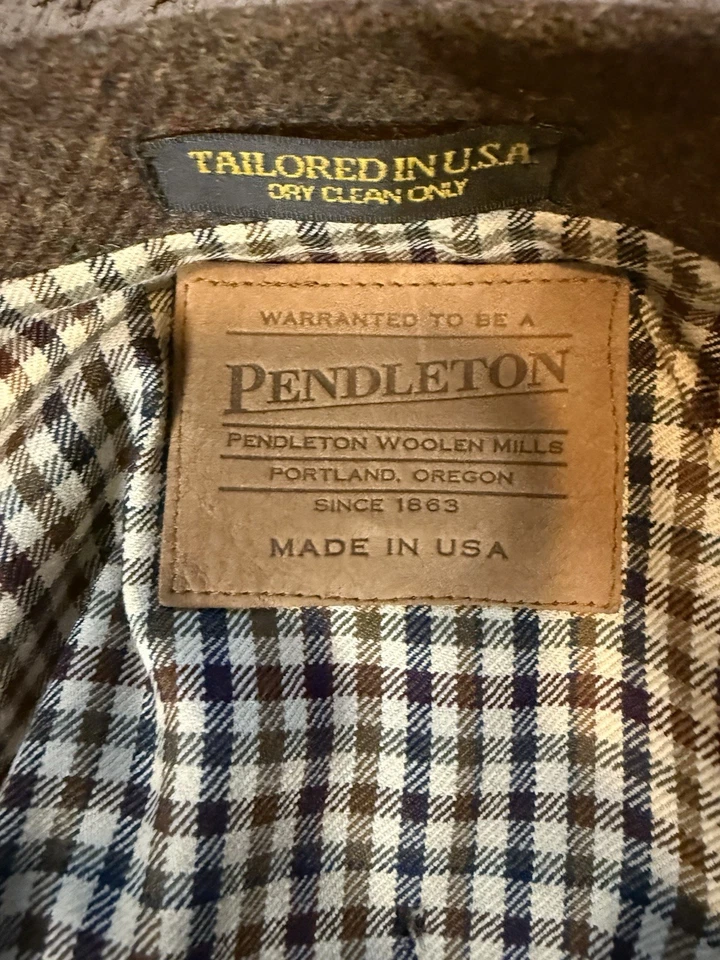 TAILORED IN U.S.A
DRY CLEAN ONLY
WARRANTED TO BE A
PENDLETON
PENDLETON WOOLEN MILLS
PORTLAND, OREGON
SINCE 1863
MADE IN USA